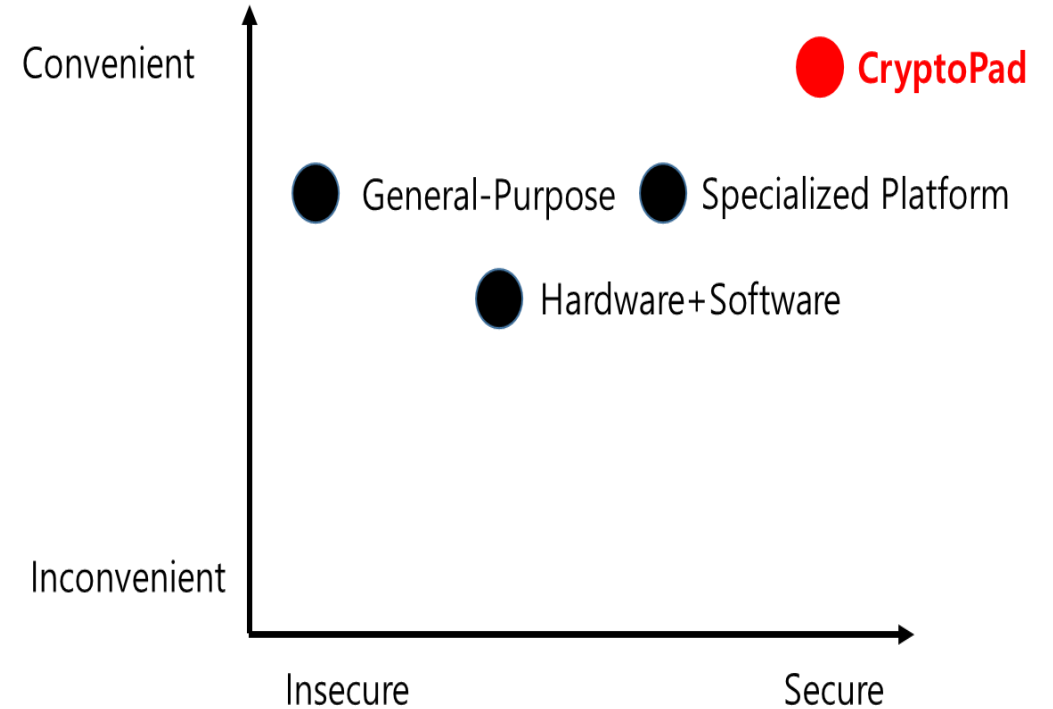 Convenient
CryptoPad
General-Purpose
Specialized Platform
Hardware+Software
Inconvenient
Insecure
Secure